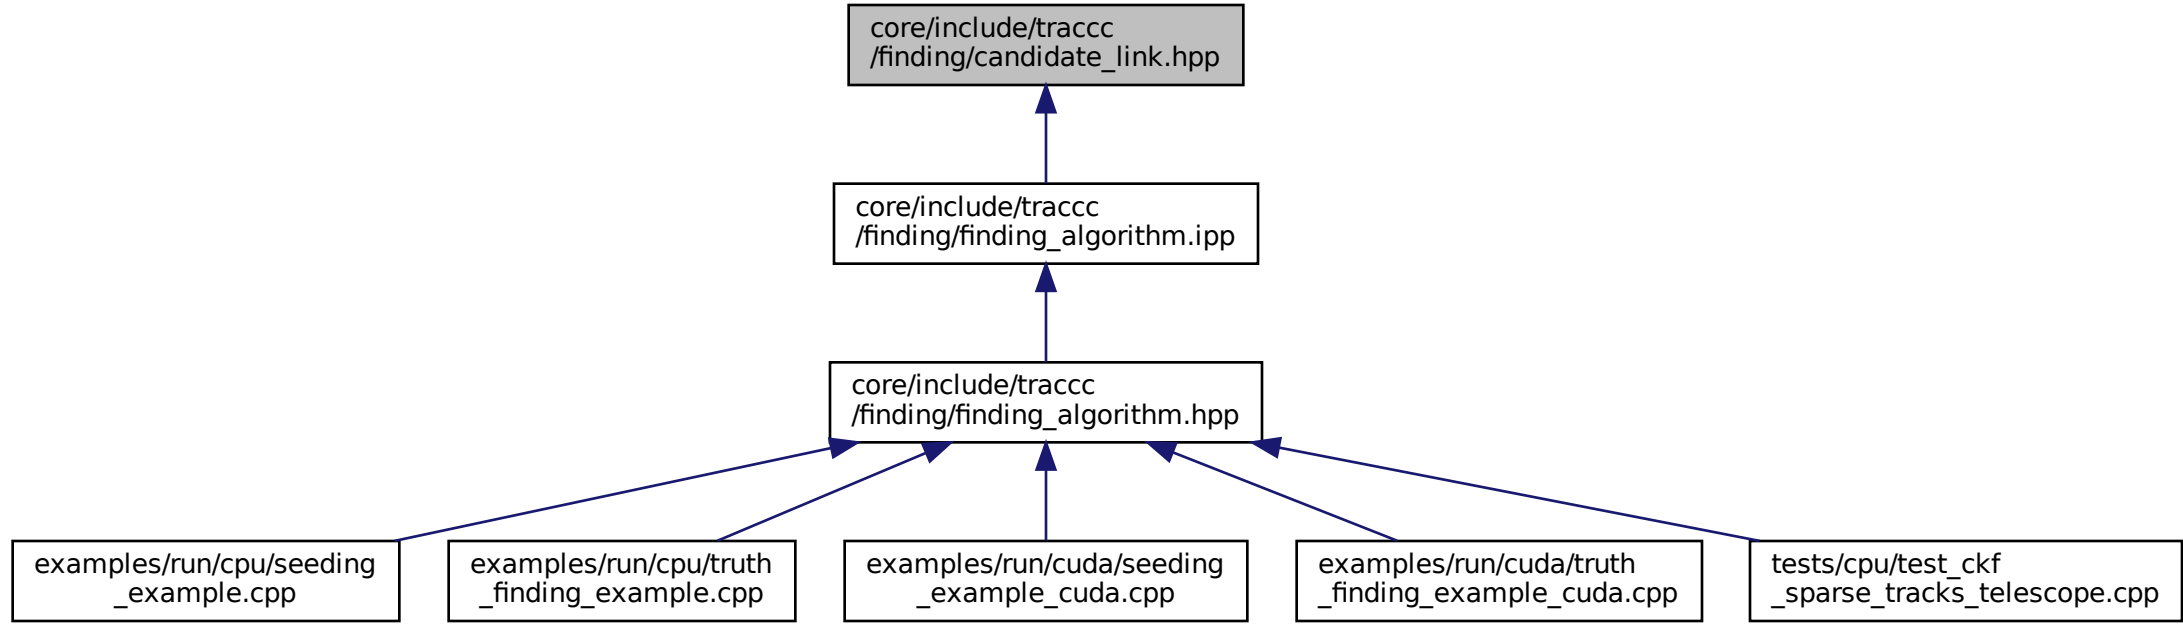 core/include/traccc
/finding/candidate_link.hpp
core/include/traccc
/finding/finding_algorithm.ipp
core/include/traccc
/finding/finding_algorithm.hpp
examples/run/cpu/seeding
_example.cpp
examples/run/cpu/truth
_finding_example.cpp
examples/run/cuda/seeding
_example_cuda.cpp
examples/run/cuda/truth
_finding_example_cuda.cpp
tests/cpu/test_ckf
_sparse_tracks_telescope.cpp